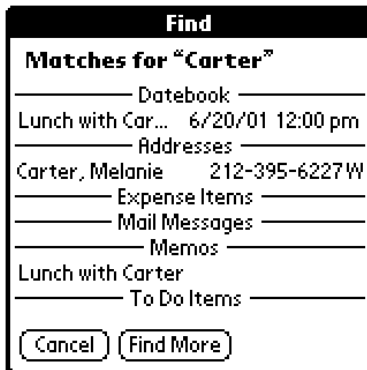 Find
Matches for “Carter”
Datebook
Lunch with Car... 6/20/01 12:00 pm
Addresses
Carter, Melanie 212-395-6227W
Expense Items
Mail Messages
Memos
Lunch with Carter
To Do Items
Cancel Find More